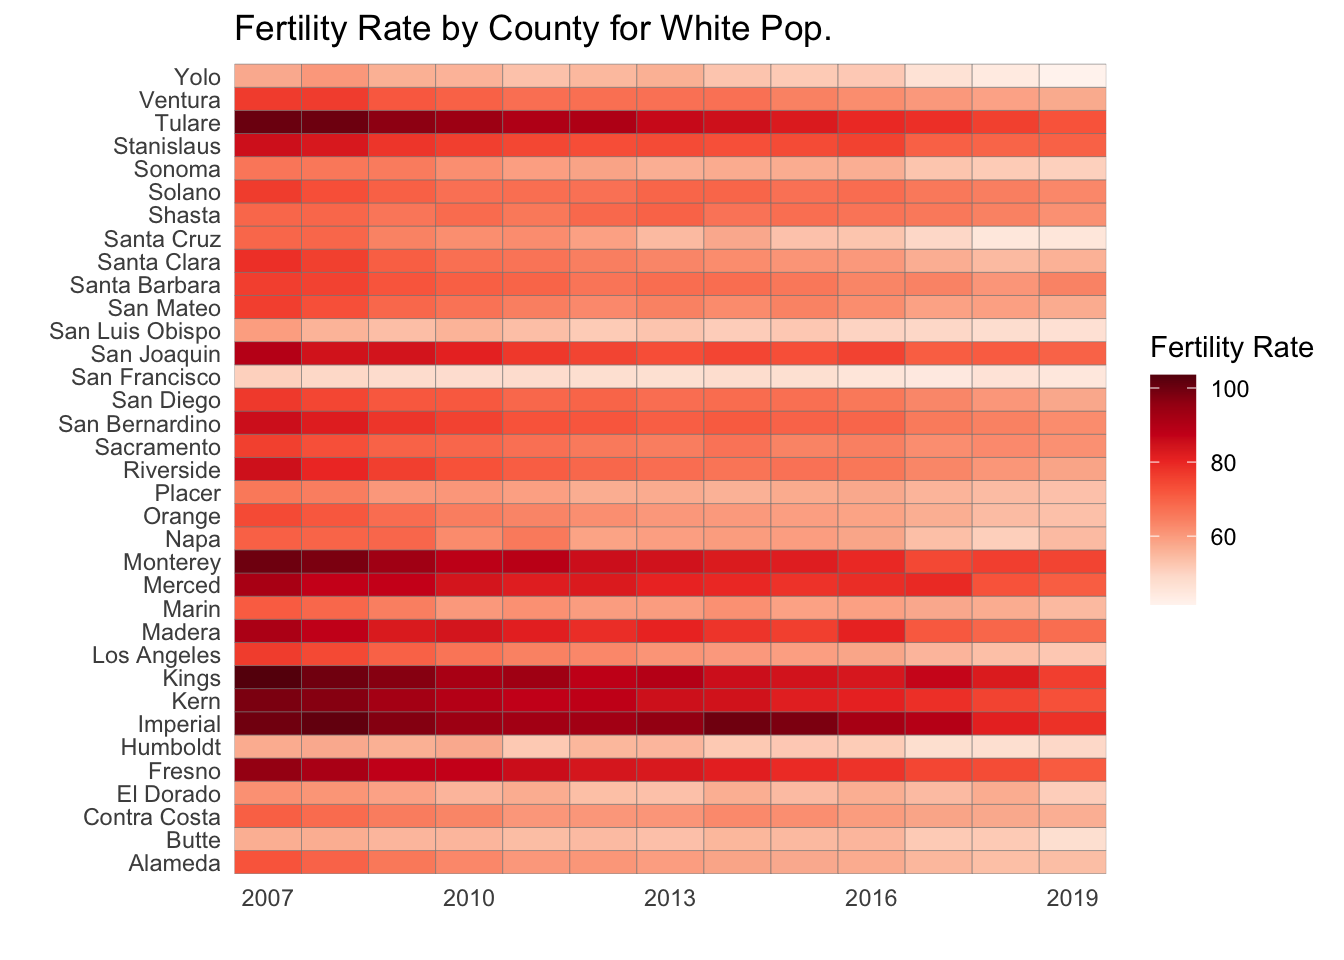 Fertility Rate by County for White Pop.
Yolo
Ventura
Tulare
Stanislaus
Sonoma
Solano
Shasta
Santa Cruz
Santa Clara
Santa Barbara
San Mateo
San Luis Obispo
San Joaquin
San Francisco
San Diego
San Bernardino
Sacramento
Riverside
Placer
Orange
Napa
Monterey
Merced
Marin
Madera
Los Angeles
Kings
Kern
Imperial
Humboldt
Fresno
El Dorado
Contra Costa
Butte
Alameda
2007 2010 2013 2016 2019
Fertility Rate
100
80
60